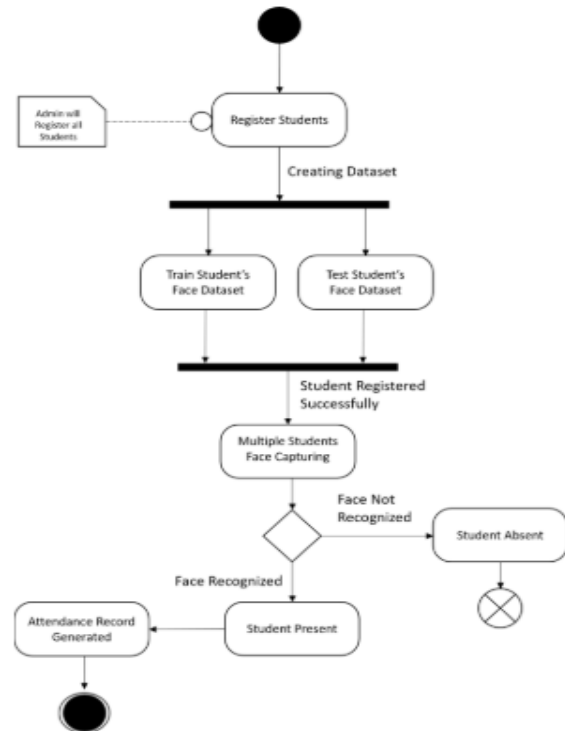 Admin will
Register all
Students
Register Students
Creating Dataset
Train Student's
Face Dataset
Test Student's
Face Dataset
Student Registered
Successfully
Multiple Students
Face Capturing
Face Not
Recognized
Student Absent
Face Recognized
Attendance Record
Generated
Student Present